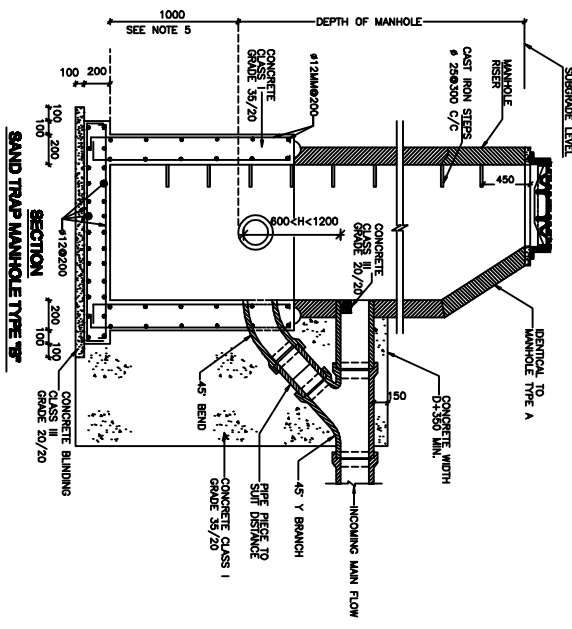 1000
SEE NOTE 5
DEPTH OF MANHOLE
SUBGRADE LEVEL
MANHOLE
RISER
CAST IRON STEPS
ø 25@300 C/C
450
ø12MM@200
CONCRETE
CLASS I
GRADE 35/20
100
200
100
100
200
600<H<1200
CONCRETE
CLASS III
GRADE 20/20
IDENTICAL TO
MANHOLE TYPE A
CONCRETE WIDTH
D+350 MIN.
150
INCOMING MAIN FLOW
45° Y BRANCH
PIPE PIECE TO
SUIT DISTANCE
45° BEND
CONCRETE CLASS I
GRADE 35/20
200
100
100
CONCRETE BLINDING
CLASS III
GRADE 20/20
ø12@200
SECTION
SAND TRAP MANHOLE TYPE "B"